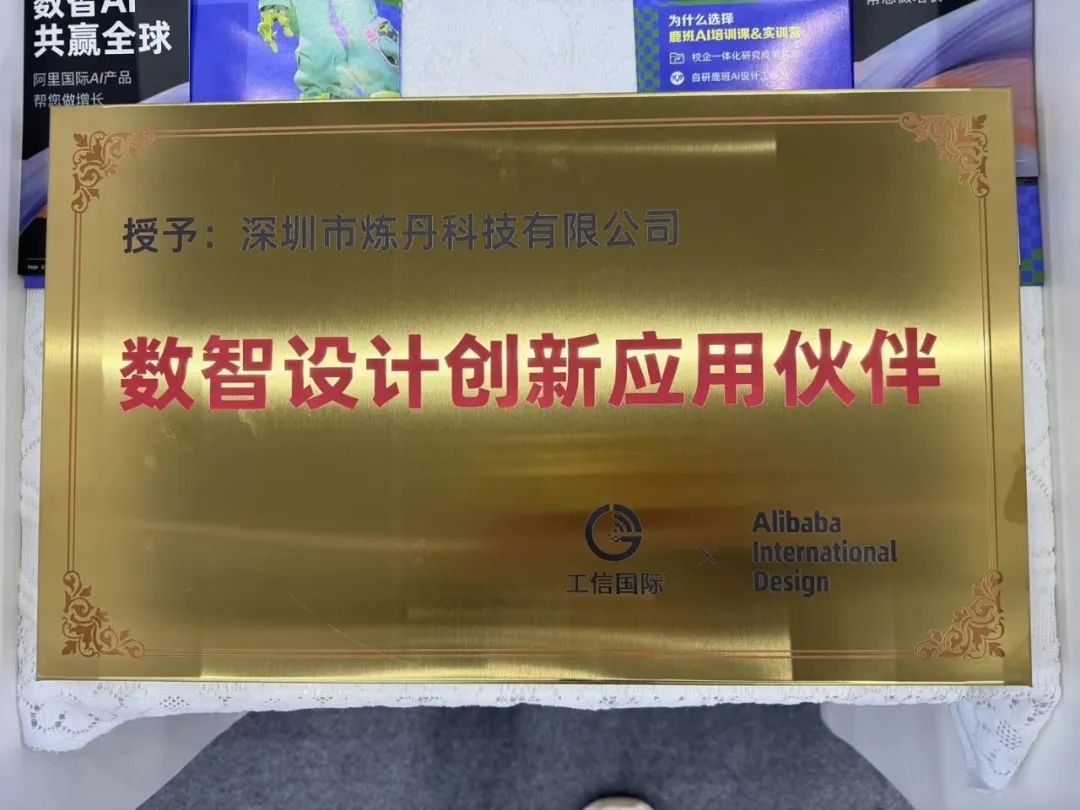 数智AI
共赢全球
阿里国际AI产品
帮您做增长
为什么选择
鹿班AI培训课&实训营
校企一体化研究成果
自研鹿班AI设计工
授予：深圳市炼丹科技有限公司
数智设计创新应用伙伴
工信国际
×
Alibaba
International
Design